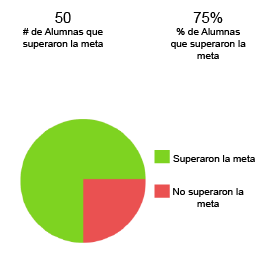 50
# de Alumnas que
superaron la meta
75%
% de Alumnas
que superaron la
meta
Superaron la meta
No superaron la
meta